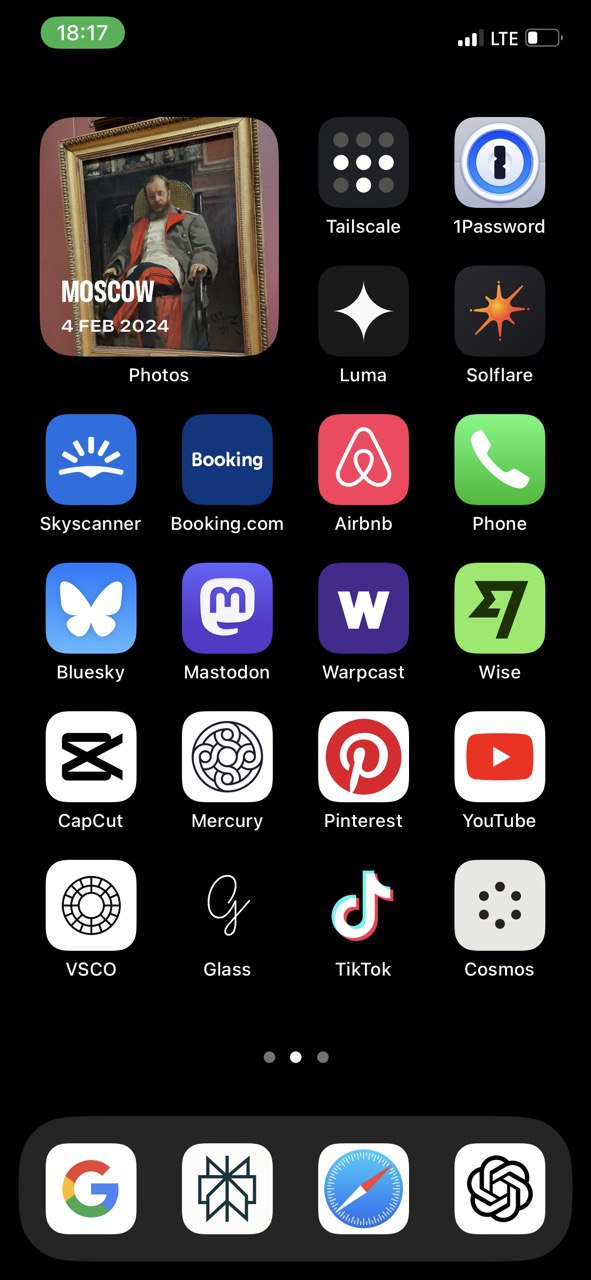 18:17
LTE
MOSCOW
4 FEB 2024
Photos
Tailscale
1Password
Luma
Solflare
Booking
Skyscanner
Booking.com
Airbnb
Phone
Bluesky
Mastodon
Warpcast
Wise
CapCut
Mercury
Pinterest
YouTube
VSCO
Glass
TikTok
Cosmos